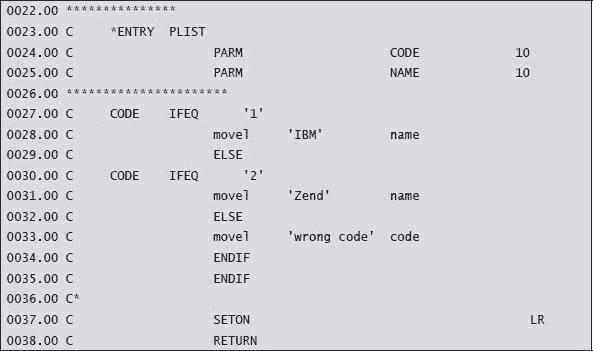 0022.00 ***************
0023.00 C     *ENTRY  PLIST
0024.00 C                   PARM                    CODE             10
0025.00 C                   PARM                    NAME             10
0026.00 **********************
0027.00 C     CODE    IFEQ      '1'
0028.00 C                   movel     'IBM'         name
0029.00 C                   ELSE
0030.00 C     CODE    IFEQ      '2'
0031.00 C                   movel     'Zend'        name
0032.00 C                   ELSE
0033.00 C                   movel     'wrong code'  code
0034.00 C                   ENDIF
0035.00 C                   ENDIF
0036.00 C*
0037.00 C                   SETON                                      LR
0038.00 C                   RETURN